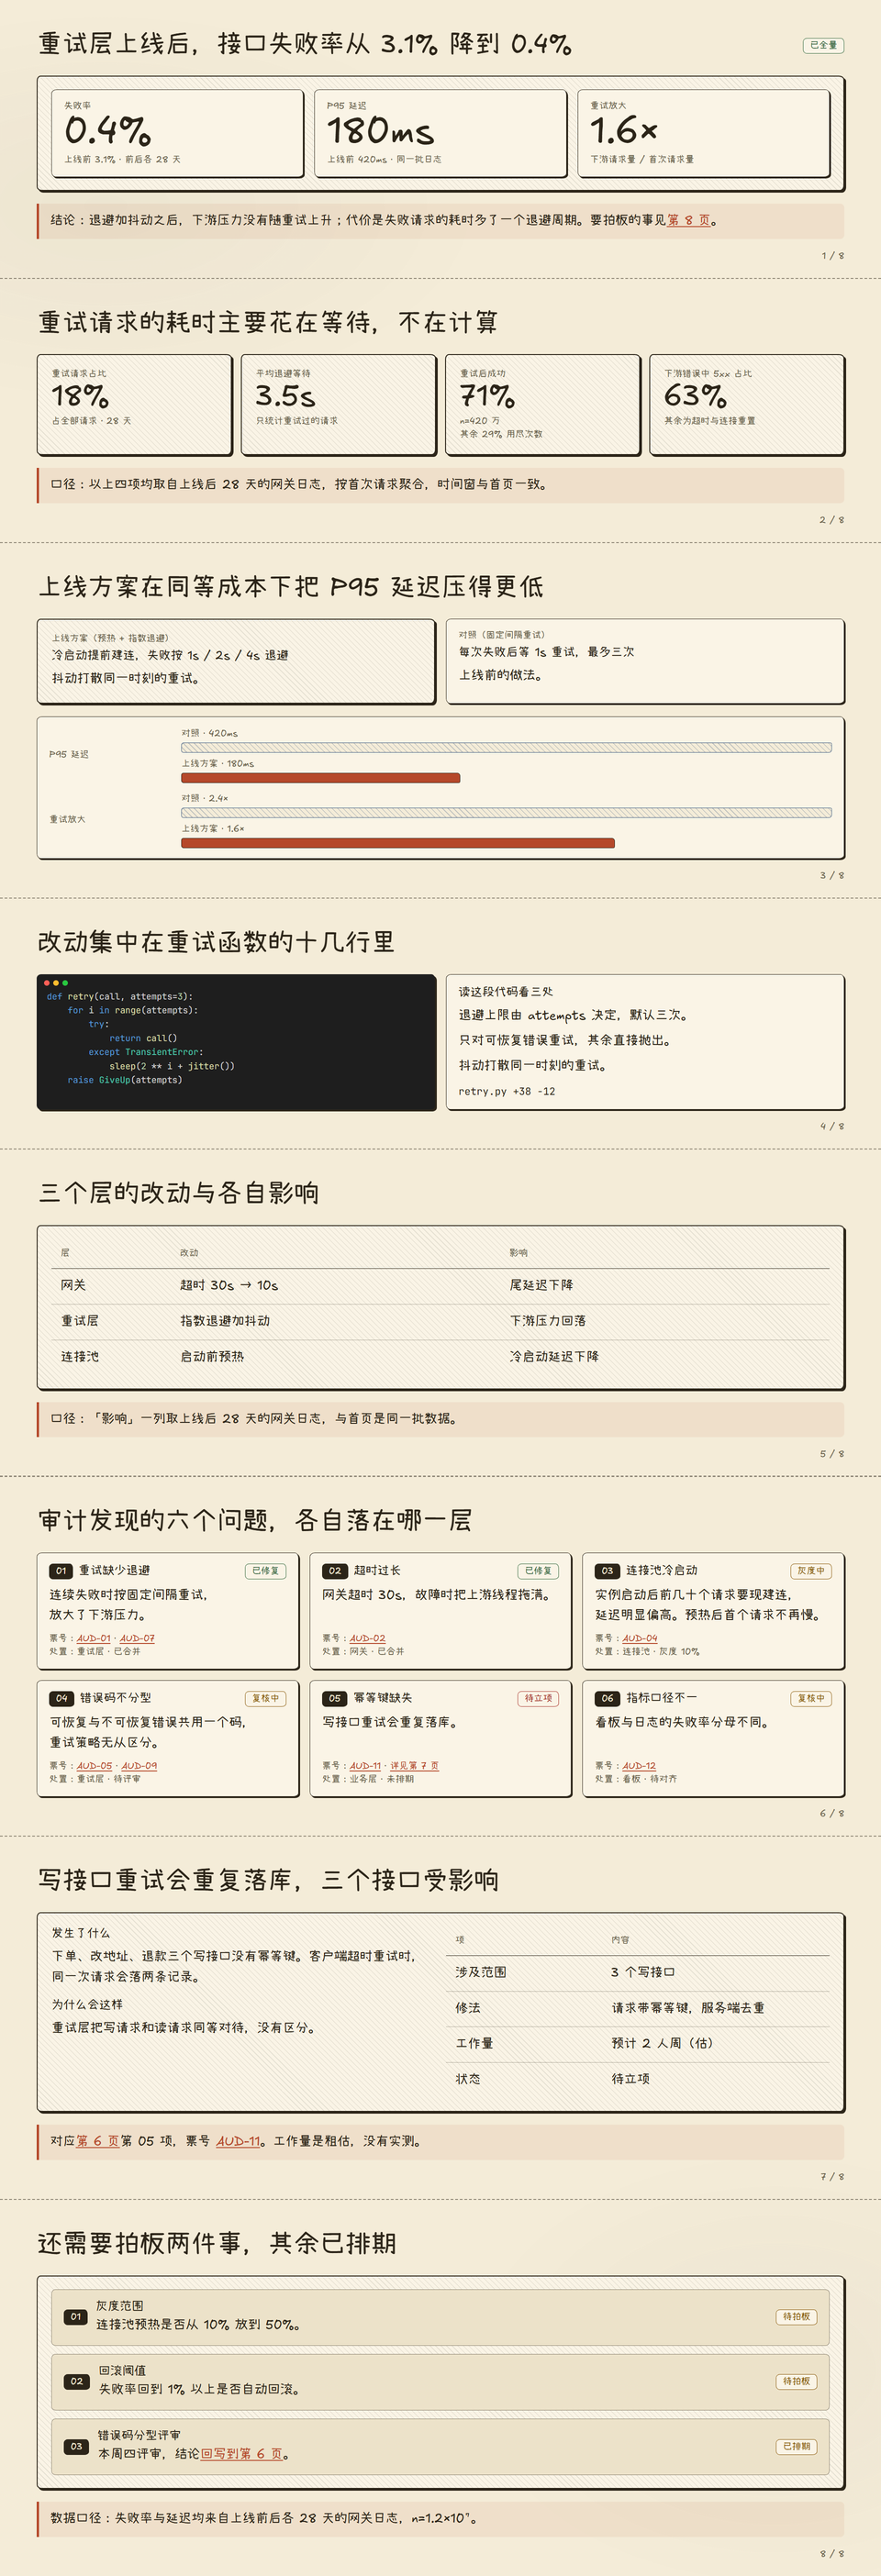 重试层上线后，接口失败率从 3.1% 降到 0.4%
已全量
失败率
0.4%
上线前 3.1% · 前后各 28 天
P95 延迟
180ms
上线前 420ms · 同一批日志
重试放大
1.6×
下游请求量 / 首次请求量
结论：退避加抖动之后，下游压力没有随重试上升；代价是失败请求的耗时多了一个退避周期。要拍板的事见第 8 页。
1 / 8
重试请求的耗时主要花在等待，不在计算
重试请求占比
18%
占全部请求 · 28 天
平均退避等待
3.5s
只统计重试过的请求
重试后成功
71%
n=420 万
其余 29% 用尽次数
下游错误中 5xx 占比
63%
其余为超时与连接重置
口径：以上四项均取自上线后 28 天的网关日志，按首次请求聚合，时间窗与首页一致。
2 / 8
上线方案在同等成本下把 P95 延迟压得更低
上线方案（预热 + 指数退避）
冷启动提前建连，失败按 1s / 2s / 4s 退避
抖动打散同一时刻的重试。
对照（固定间隔重试）
每次失败后等 1s 重试，最多三次
上线前的做法。
P95 延迟
对照 · 420ms
上线方案 · 180ms
重试放大
对照 · 2.4×
上线方案 · 1.6×
3 / 8
改动集中在重试函数的十几行里
def retry(call, attempts=3):
    for i in range(attempts):
        try:
            return call()
        except TransientError:
            sleep(2 ** i + jitter())
    raise GiveUp(attempts)
读这段代码看三处
退避上限由 attempts 决定，默认三次。
只对可恢复错误重试，其余直接抛出。
抖动打散同一时刻的重试。
retry.py +38 -12
4 / 8
三个层的改动与各自影响
层 改动 影响
网关 超时 30s → 10s 尾延迟下降
重试层 指数退避加抖动 下游压力回落
连接池 启动前预热 冷启动延迟下降
口径：「影响」一列取上线后 28 天的网关日志，与首页是同一批数据。
5 / 8
审计发现的六个问题，各自落在哪一层
01 重试缺少退避 已修复
连续失败时按固定间隔重试，
放大了下游压力。
票号：AUD-01 · AUD-07
处置：重试层 · 已合并
02 超时过长 已修复
网关超时 30s，故障时把上游线程拖满。
票号：AUD-02
处置：网关 · 已合并
03 连接池冷启动 灰度中
实例启动后前几十个请求要现建连，
延迟明显偏高。预热后首个请求不再慢。
票号：AUD-04
处置：连接池 · 灰度 10%
04 错误码不分型 复核中
可恢复与不可恢复错误共用一个码，
重试策略无从区分。
票号：AUD-05 · AUD-09
处置：重试层 · 待评审
05 幂等键缺失 待立项
写接口重试会重复落库。
票号：AUD-11 · 详见第 7 页
处置：业务层 · 未排期
06 指标口径不一 复核中
看板与日志的失败率分母不同。
票号：AUD-12
处置：看板 · 待对齐
6 / 8
写接口重试会重复落库，三个接口受影响
发生了什么
下单、改地址、退款三个写接口没有幂等键。客户端超时重试时，
同一次请求会落两条记录。
为什么会这样
重试层把写请求和读请求同等对待，没有区分。
项 内容
涉及范围 3 个写接口
修法 请求带幂等键，服务端去重
工作量 预计 2 人周（估）
状态 待立项
对应第 6 页第 05 项，票号 AUD-11。工作量是粗估，没有实测。
7 / 8
还需要拍板两件事，其余已排期
01 灰度范围
连接池预热是否从 10% 放到 50%。
待拍板
02 回滚阈值
失败率回到 1% 以上是否自动回滚。
待拍板
03 错误码分型评审
本周四评审，结论回写到第 6 页。
已排期
数据口径：失败率与延迟均来自上线前后各 28 天的网关日志，n=1.2×10⁷。
8 / 8